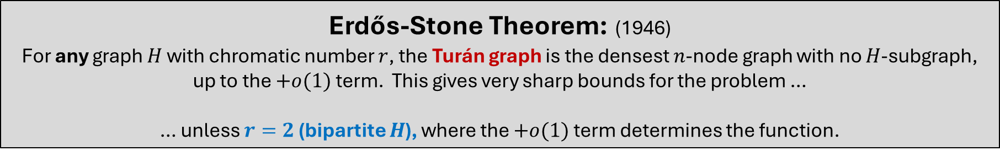 Erdős-Stone Theorem: (1946)
For any graph H with chromatic number r, the Turán graph is the densest n-node graph with no H-subgraph,
up to the +o(1) term. This gives very sharp bounds for the problem ...
... unless r = 2 (bipartite H), where the +o(1) term determines the function.